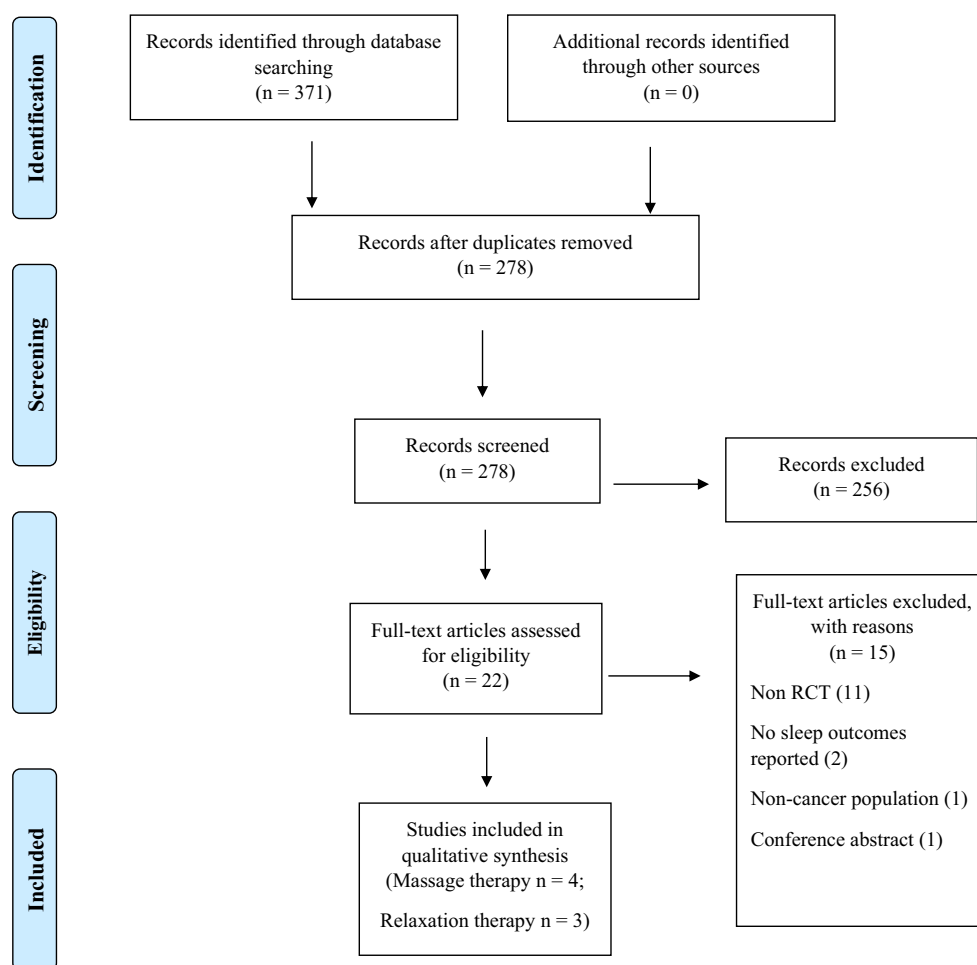 Identification
Records identified through database
searching
(n = 371)
Additional records identified
through other sources
(n = 0)
Records after duplicates removed
(n = 278)
Screening
Records screened
(n = 278)
Records excluded
(n = 256)
Eligibility
Full-text articles assessed
for eligibility
(n = 22)
Full-text articles excluded,
with reasons
(n = 15)
Non RCT (11)
No sleep outcomes
reported (2)
Non-cancer population (1)
Conference abstract (1)
Included
Studies included in
qualitative synthesis
(Massage therapy n = 4;
Relaxation therapy n = 3)